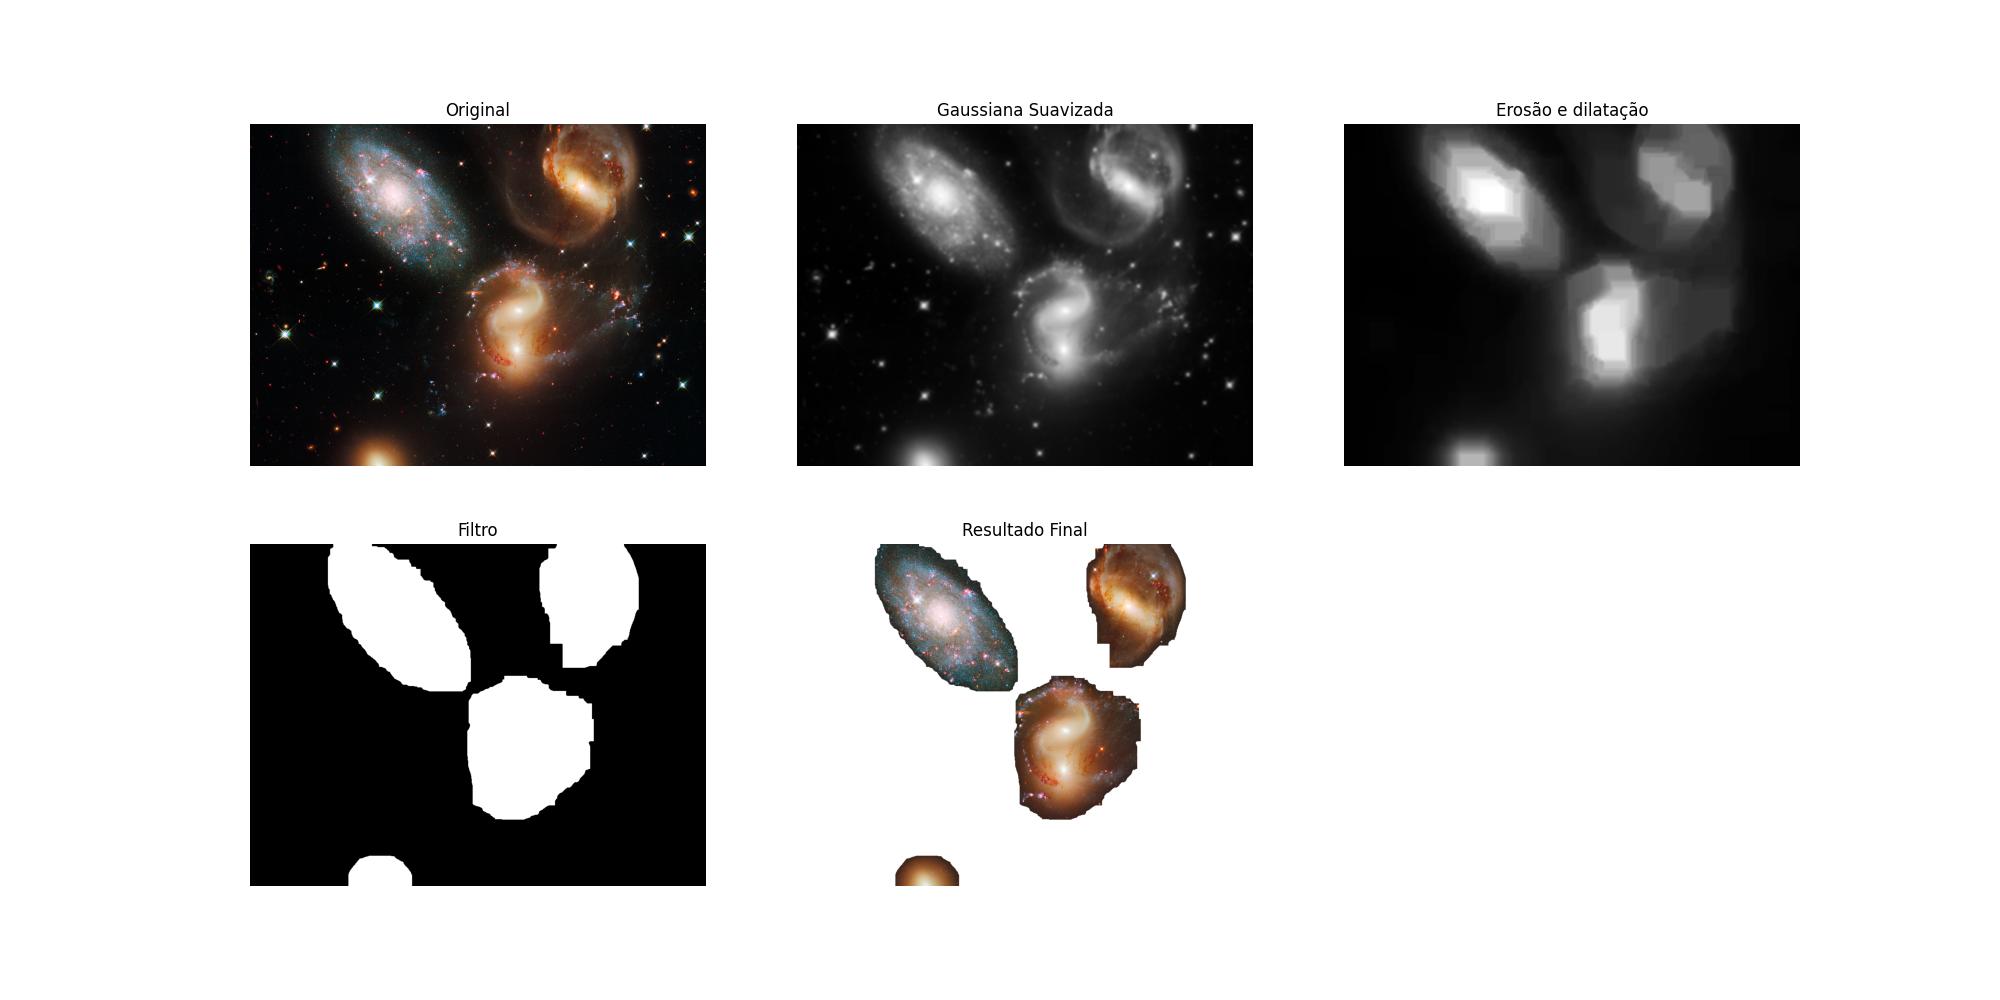 Original
Gaussiana Suavizada
Erosão e dilatação
Filtro
Resultado Final